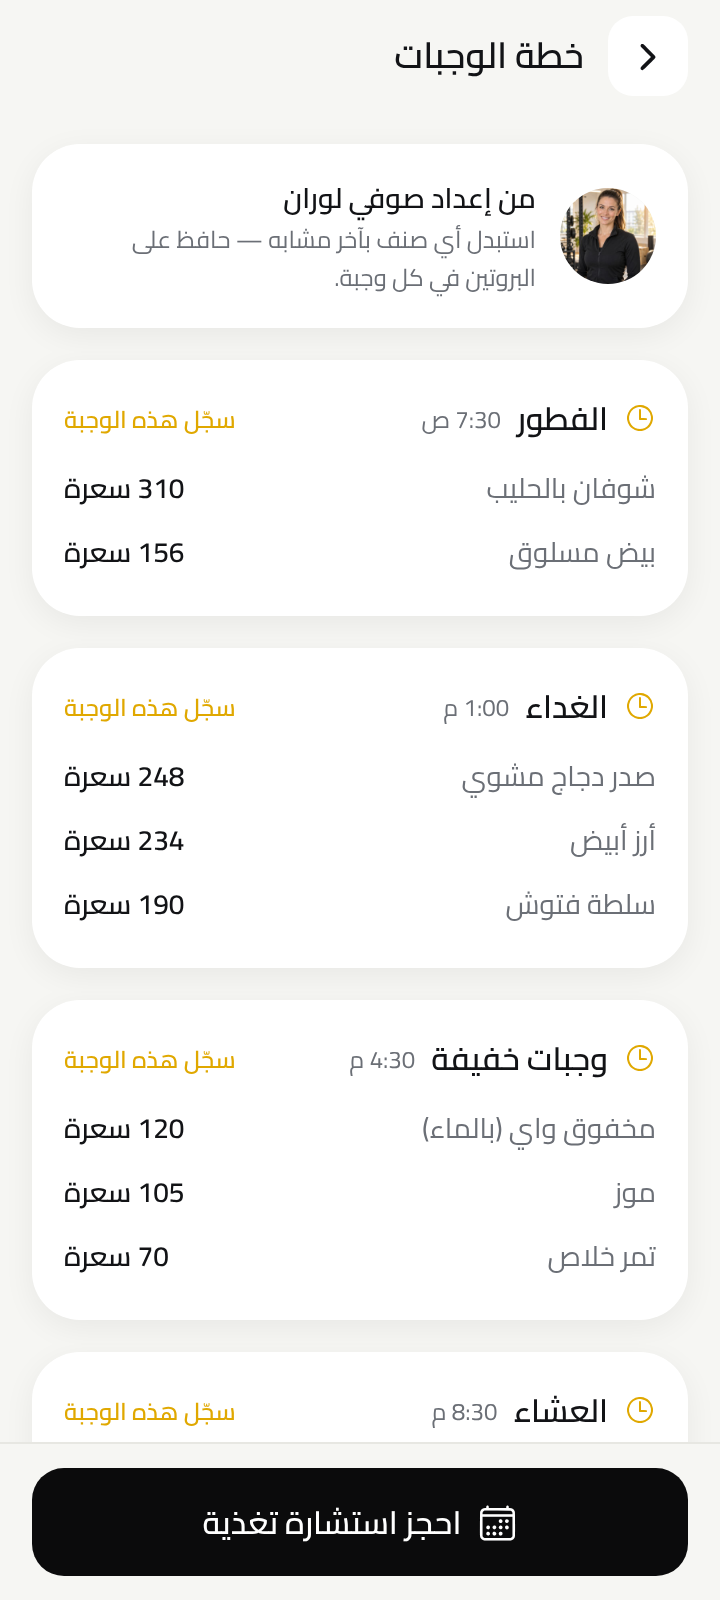 خطة الوجبات
من إعداد صوفي لوران
استبدل أي صنف بآخر مشابه — حافظ على
البروتين في كل وجبة.
الفطور 7:30 ص سجّل هذه الوجبة
شوفان بالحليب 310 سعرة
بيض مسلوق 156 سعرة
الغداء 1:00 م سجّل هذه الوجبة
صدر دجاج مشوي 248 سعرة
أرز أبيض 234 سعرة
سلطة فتوش 190 سعرة
وجبات خفيفة 4:30 م سجّل هذه الوجبة
مخفوق واي (بالماء) 120 سعرة
موز 105 سعرة
تمر خلاص 70 سعرة
العشاء 8:30 م سجّل هذه الوجبة
احجز استشارة تغذية